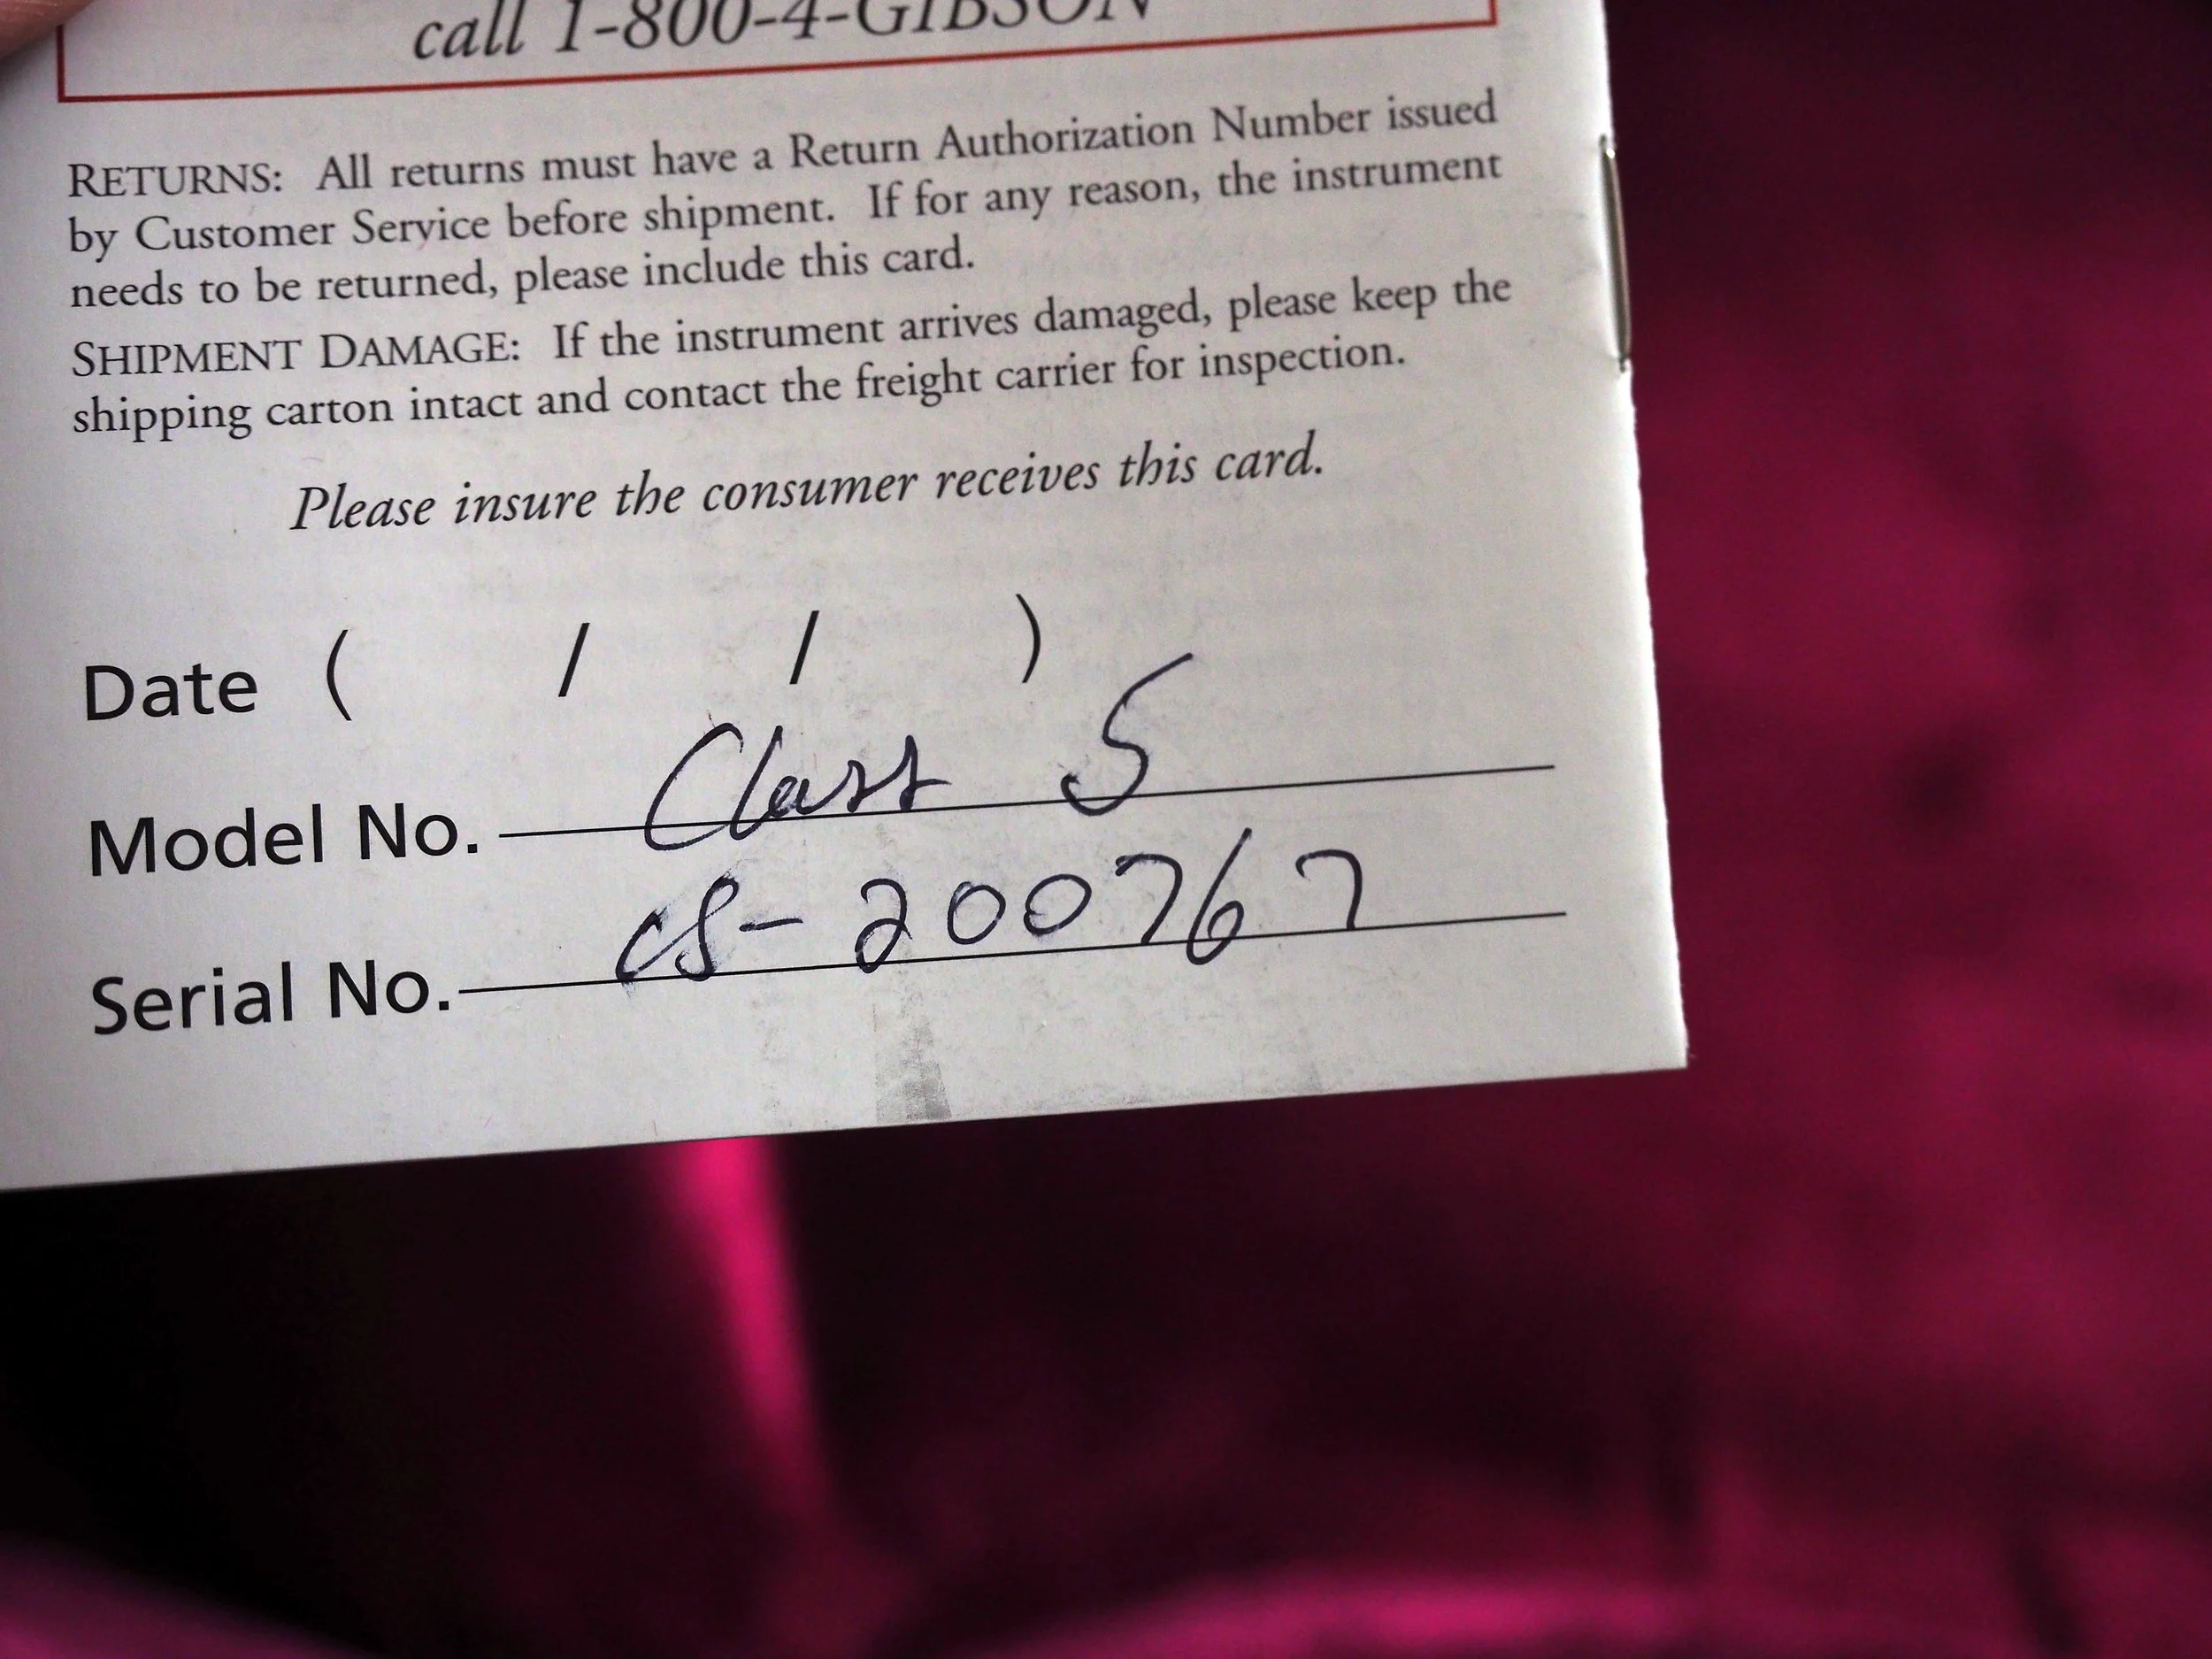 call 1-800-4-GIBSON
RETURNS: All returns must have a Return Authorization Number issued
by Customer Service before shipment. If for any reason, the instrument
needs to be returned, please include this card.
SHIPMENT DAMAGE: If the instrument arrives damaged, please keep the
shipping carton intact and contact the freight carrier for inspection.
Please insure the consumer receives this card.
Date ( / / )
Model No. Class 5
Serial No. CS-200767